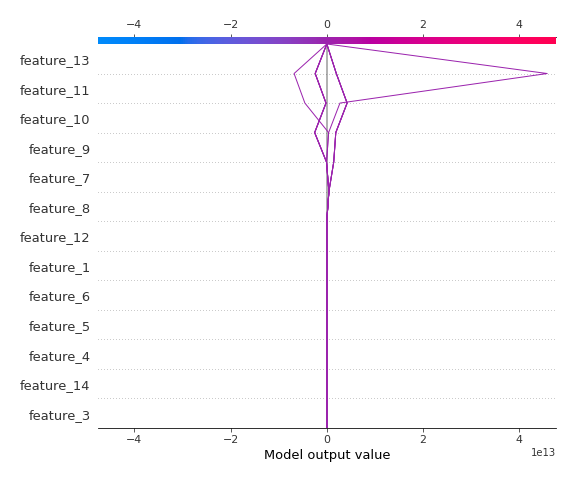 −4 −2 0 2 4
feature_13
feature_11
feature_10
feature_9
feature_7
feature_8
feature_12
feature_1
feature_6
feature_5
feature_4
feature_14
feature_3
−4 −2 0 2 4
Model output value 1e13